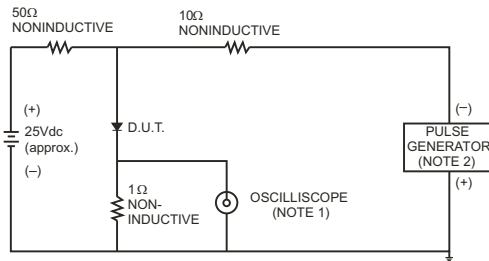 50Ω
NONINDUCTIVE
10Ω
NONINDUCTIVE
(+)
25Vdc
(approx.)
(–)
D.U.T.
1Ω
NON-
INDUCTIVE
OSCILLISCOPE
(NOTE 1)
(–)
PULSE
GENERATOR
(NOTE 2)
(+)